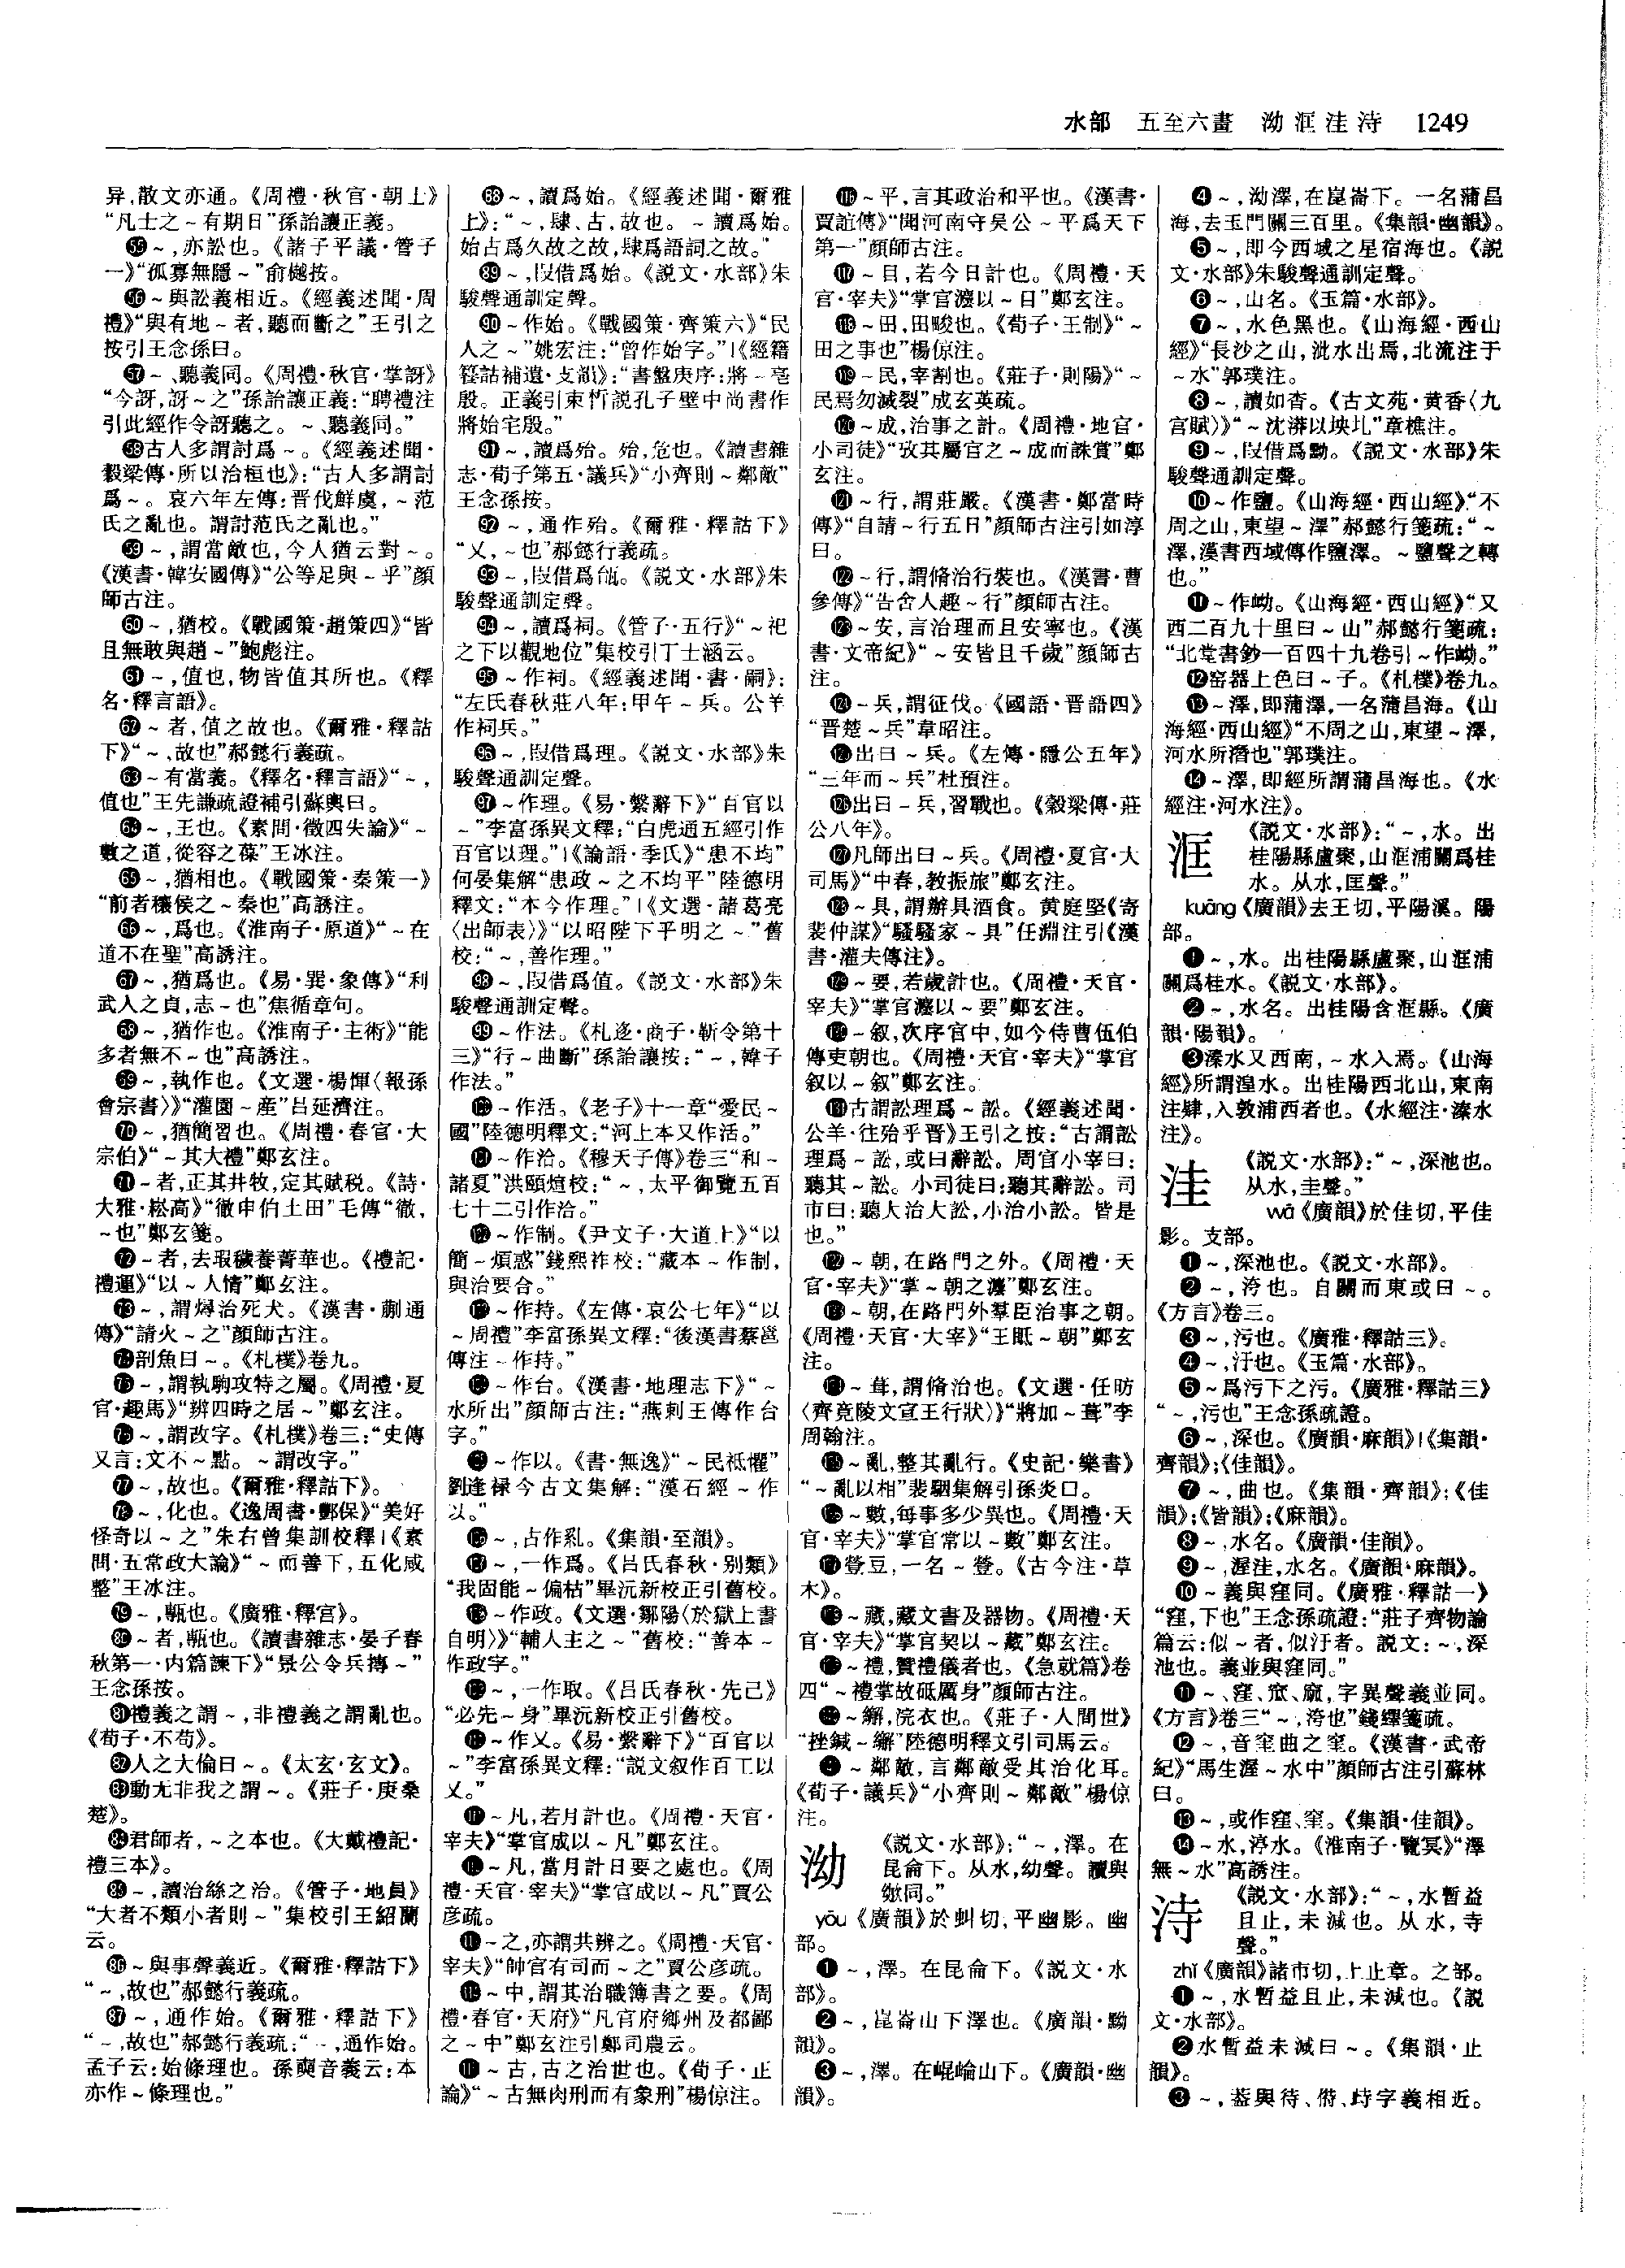 水部　五至六畫　泑洭洼洔　1249
异,散文亦通。《周禮·秋官·朝士》
“凡士之～有期日”孫詒讓正義。
55～,亦訟也。《諸子平議·管子
一》“孤寡無隱～”俞樾按。
56～與訟義相近。《經義述聞·周
禮》“與有地～者,聽而斷之”王引之
按引王念孫曰。
57～、聽義同。《周禮·秋官·掌訝》
“今訝,訝～之”孫詒讓正義:“聘禮注
引此經作令訝聽之。～、聽義同。”
58古人多謂討爲～。《經義述聞·
穀梁傳·所以治桓也》:“古人多謂討
爲～。哀六年左傳:晋伐鮮虞,～范
氏之亂也。謂討范氏之亂也。”
59～,謂當敵也,今人猶云對～。
《漢書·韓安國傳》“公等足與～乎”顔
師古注。
60～,猶校。《戰國策·趙策四》“皆
且無敢與趙～”鮑彪注。
61～,值也,物皆值其所也。《釋
名·釋言語》。
62～者,值之故也。《爾雅·釋詁
下》“～、故也”郝懿行義疏。
63～有當義。《釋名·釋言語》“～,
值也”王先謙疏證補引蘇輿曰。
64～,王也。《素問·徵四失論》“～
數之道,從容之葆”王冰注。
65～,猶相也。《戰國策·秦策一》
“前者穰侯之～秦也”高誘注。
66～,爲也。《淮南子·原道》“～在
道不在聖”高誘注。
67～,猶爲也。《易·巽·象傳》“利
武人之貞,志～也”焦循章句。
68～,猶作也。《淮南子·主術》“能
多者無不～也”高誘注。
69～,執作也。《文選·楊惲〈報孫
會宗書〉》“灌園～産”吕延濟注。
70～,猶簡習也。《周禮·春官·大
宗伯》“～其大禮”鄭玄注。
71～者,正其井牧,定其賦税。《詩·
大雅·崧高》“徹申伯土田”毛傳“徹,
～也”鄭玄箋。
72～者,去瑕穢養菁華也。《禮記·
禮運》“以～人情”鄭玄注。
73～,謂燖治死犬。《漢書·蒯通
傳》“請火～之”顔師古注。
74剖魚曰～。《札樸》卷九。
75～,謂執駒攻特之屬。《周禮·夏
官·趣馬》“辨四時之居～”鄭玄注。
76～,謂改字。《札樸》卷三:“史傳
又言:文不～點。～謂改字。”
77～,故也。《爾雅·釋詁下》。
78～,化也。《逸周書·酆保》“美好
怪奇以～之”朱右曾集訓校釋|《素
問·五常政大論》“～而善下,五化咸
整”王冰注。
79～,甎也。《廣雅·釋宫》。
80～者,甎也。《讀書雜志·晏子春
秋第一·内篇諫下》“景公令兵摶～”
王念孫按。
81禮義之謂～,非禮義之謂亂也。
《荀子·不苟》。
82人之大倫曰～。《太玄·玄文》。
83動无非我之謂～。《莊子·庚桑
楚》。
84君師者,～之本也。《大戴禮記·
禮三本》。
85～,讀治絲之治。《管子·地員》
“大者不類小者則～”集校引王紹蘭
云。
86～與事聲義近。《爾雅·釋詁下》
“～,故也”郝懿行義疏。
87～,通作始。《爾雅·釋詁下》
“～,故也”郝懿行義疏:“～,通作始。
孟子云:始條理也。孫奭音義云:本
亦作～條理也。”
88～,讀爲始。《經義述聞·爾雅
上》:“～、肆、古,故也。～讀爲始。
始古爲久故之故,肆爲語詞之故。”
89～,叚借爲始。《説文·水部》朱
駿聲通訓定聲。
90～作始。《戰國策·齊策六》“民
人之～”姚宏注:“曾作始字。”|《經籍
籑詁補遺·支韻》:“書盤庚序:將～亳
殷。正義引束皙説孔子壁中尚書作
將始宅殷。”
91～,讀爲殆。殆,危也。《讀書雜
志·荀子第五·議兵》“小齊則～鄰敵”
王念孫按。
92～,通作殆。《爾雅·釋詁下》
“乂,～也”郝懿行義疏。
93～,叚借爲瓵。《説文·水部》朱
駿聲通訓定聲。
94～,讀爲祠。《管子·五行》“～祀
之下以觀地位”集校引丁士涵云。
95～作祠。《經義述聞·書·嗣》:
“左氏春秋莊八年:甲午～兵。公羊
作祠兵。”
96～,叚借爲理。《説文·水部》朱
駿聲通訓定聲。
97～作理。《易·繫辭下》“百官以
～”李富孫異文釋:“白虎通五經引作
百官以理。”|《論語·季氏》“患不均”
何晏集解“患政～之不均平”陸德明
釋文:“本今作理。”|《文選·諸葛亮
〈出師表〉》“以昭陛下平明之～”舊
校:“～,善作理。”
98～,叚借爲值。《説文·水部》朱
駿聲通訓定聲。
99～作法。《札迻·商子·靳令第十
三》“行～曲斷”孫詒讓按:“～,韓子
作法。”
100～作活。《老子》十一章“愛民～
國”陸德明釋文:“河上本又作活。”
101～作洽。《穆天子傳》卷三“和～
諸夏”洪頤煊校:“～,太平御覽五百
七十二引作洽。”
102～作制。《尹文子·大道上》“以
簡～煩惑”錢熙祚校:“藏本～作制,
與治要合。”
103～作持。《左傳·哀公七年》“以
～周禮”李富孫異文釋:“後漢書蔡邕
傳注～作持。”
104～作台。《漢書·地理志下》“～
水所出”顔師古注:“燕刺王傳作台
字。”
105～作以。《書·無逸》“～民祗懼”
劉逢禄今古文集解:“漢石經～作
以。”
106～,古作乿。《集韻·至韻》。
107～,一作爲。《吕氏春秋·别類》
“我固能～偏枯”畢沅新校正引舊校。
108～作政。《文選·鄒陽〈於獄上書
自明〉》“輔人主之～”舊校:“善本～
作政字。”
109～,一作取。《吕氏春秋·先己》
“必先～身”畢沅新校正引舊校。
110～作乂。《易·繫辭下》“百官以
～”李富孫異文釋:“説文叙作百工以
乂。”
111～凡,若月計也。《周禮·天官·
宰夫》“掌官成以～凡”鄭玄注。
112～凡,當月計日要之處也。《周
禮·天官·宰夫》“掌官成以～凡”賈公
彦疏。
113～之,亦謂共辨之。《周禮·天官·
宰夫》“帥官有司而～之”賈公彦疏。
114～中,謂其治職簿書之要。《周
禮·春官·天府》“凡官府鄉州及都鄙
之～中”鄭玄注引鄭司農云。
115～古,古之治世也。《荀子·正
論》“～古無肉刑而有象刑”楊倞注。
116～平,言其政治和平也。《漢書·
賈誼傳》“聞河南守吴公～平爲天下
第一”顔師古注。
117～目,若今日計也。《周禮·天
官·宰夫》“掌官灋以～目”鄭玄注。
118～田,田畯也。《荀子·王制》“～
田之事也”楊倞注。
119～民,宰割也。《莊子·則陽》“～
民焉勿滅裂”成玄英疏。
120～成,治事之計。《周禮·地官·
小司徒》“攷其屬官之～成而誅賞”鄭
玄注。
121～行,謂莊嚴。《漢書·鄭當時
傳》“自請～行五日”顔師古注引如淳
曰。
122～行,謂脩治行裝也。《漢書·曹
參傳》“告舍人趣～行”顔師古注。
123～安,言治理而且安寧也。《漢
書·文帝紀》“～安皆且千歲”顔師古
注。
124～兵,謂征伐。《國語·晋語四》
“晋楚～兵”韋昭注。
125出曰～兵。《左傳·隱公五年》
“三年而～兵”杜預注。
126出曰～兵,習戰也。《穀梁傳·莊
公八年》。
127凡師出曰～兵。《周禮·夏官·大
司馬》“中春,教振旅”鄭玄注。
128～具,謂辦具酒食。黄庭堅《寄
裴仲謀》“騷騷家～具”任淵注引《漢
書·灌夫傳注》。
129～要,若歲計也。《周禮·天官·
宰夫》“掌官灋以～要”鄭玄注。
130～叙,次序官中,如今侍曹伍伯
傳吏朝也。《周禮·天官·宰夫》“掌官
叙以～叙”鄭玄注。
131古謂訟理爲～訟。《經義述聞·
公羊·往殆乎晋》王引之按:“古謂訟
理爲～訟,或曰辭訟。周官小宰曰:
聽其～訟。小司徒曰:聽其辭訟。司
市曰:聽大治大訟,小治小訟。皆是
也。”
132～朝,在路門之外。《周禮·天
官·宰夫》“掌～朝之灋”鄭玄注。
133～朝,在路門外羣臣治事之朝。
《周禮·天官·大宰》“王眡～朝”鄭玄
注。
134～葺,謂脩治也。《文選·任昉
〈齊竟陵文宣王行狀〉》“將加～葺”李
周翰注。
135～亂,整其亂行。《史記·樂書》
“～亂以相”裴駰集解引孫炎曰。
136～數,每事多少異也。《周禮·天
官·宰夫》“掌官常以～數”鄭玄注。
137䝁豆,一名～䝁。《古今注·草
木》。
138～藏,藏文書及器物。《周禮·天
官·宰夫》“掌官契以～藏”鄭玄注。
139～禮,贊禮儀者也。《急就篇》卷
四“～禮掌故砥厲身”顔師古注。
140～繲,浣衣也。《莊子·人間世》
“挫鍼～繲”陸德明釋文引司馬云。
141～鄰敵,言鄰敵受其治化耳。
《荀子·議兵》“小齊則～鄰敵”楊倞
注。
泑
《説文·水部》:“～,澤。在
昆侖下。从水,幼聲。讀與
㚢同。”
yōu《廣韻》於虯切,平幽影。幽
部。
❶～,澤。在昆侖下。《説文·水
部》。
❷～,崑崙山下澤也。《廣韻·黝
韻》。
❸～,澤。在崐崘山下。《廣韻·幽
韻》。
❹～,泑澤,在崑崙下。一名蒲昌
海,去玉門關三百里。《集韻·幽韻》。
❺～,即今西域之星宿海也。《説
文·水部》朱駿聲通訓定聲。
❻～,山名。《玉篇·水部》。
❼～,水色黑也。《山海經·西山
經》“長沙之山,泚水出焉,北流注于
～水”郭璞注。
❽～,讀如杳。《古文苑·黄香〈九
宫賦〉》“～沈漭以坱圠”章樵注。
❾～,叚借爲黝。《説文·水部》朱
駿聲通訓定聲。
❿～作鹽。《山海經·西山經》“不
周之山,東望～澤”郝懿行箋疏:“～
澤,漢書西域傳作鹽澤。～鹽聲之轉
也。”
⓫～作岰。《山海經·西山經》“又
西二百九十里曰～山”郝懿行箋疏:
“北堂書鈔一百四十九卷引～作岰。”
⓬窑器上色曰～子。《札樸》卷九。
⓭～澤,即蒲澤,一名蒲昌海。《山
海經·西山經》“不周之山,東望～澤,
河水所潛也”郭璞注。
⓮～澤,即經所謂蒲昌海也。《水
經注·河水注》。
洭
《説文·水部》:“～,水。出
桂陽縣盧聚,山洭浦關爲桂
水。从水,匡聲。”
kuāng《廣韻》去王切,平陽溪。陽
部。
❶～,水。出桂陽縣盧聚,山洭浦
關爲桂水。《説文·水部》。
❷～,水名。出桂陽含洭縣。《廣
韻·陽韻》。
❸溱水又西南,～水入焉。《山海
經》所謂湟水。出桂陽西北山,東南
注肄,入敦浦西者也。《水經注·溱水
注》。
洼
《説文·水部》:“～,深池也。
从水,圭聲。”
wā《廣韻》於佳切,平佳
影。支部。
❶～,深池也。《説文·水部》。
❷～,洿也。自關而東或曰～。
《方言》卷三。
❸～,污也。《廣雅·釋詁三》。
❹～,汙也。《玉篇·水部》。
❺～爲污下之污。《廣雅·釋詁三》
“～,污也”王念孫疏證。
❻～,深也。《廣韻·麻韻》|《集韻·
齊韻》;《佳韻》。
❼～,曲也。《集韻·齊韻》;《佳
韻》;《皆韻》;《麻韻》。
❽～,水名。《廣韻·佳韻》。
❾～,渥洼,水名。《廣韻·麻韻》。
❿～義與窪同。《廣雅·釋詁一》
“窪,下也”王念孫疏證:“莊子齊物論
篇云:似～者,似汙者。説文:～,深
池也。義並與窪同。”
⓫～、窪、窊、㼌,字異聲義並同。
《方言》卷三“～,洿也”錢繹箋疏。
⓬～,音窐曲之窐。《漢書·武帝
紀》“馬生渥～水中”顔師古注引蘇林
曰。
⓭～,或作窪、窐。《集韻·佳韻》。
⓮～水,渟水。《淮南子·覽冥》“澤
無～水”高誘注。
洔
《説文·水部》:“～,水暫益
且止,未減也。从水,寺
聲。”
zhǐ《廣韻》諸市切,上止章。之部。
❶～,水暫益且止,未減也。《説
文·水部》。
❷水暫益未減曰～。《集韻·止
韻》。
❸～,葢與待、偫、峙字義相近。